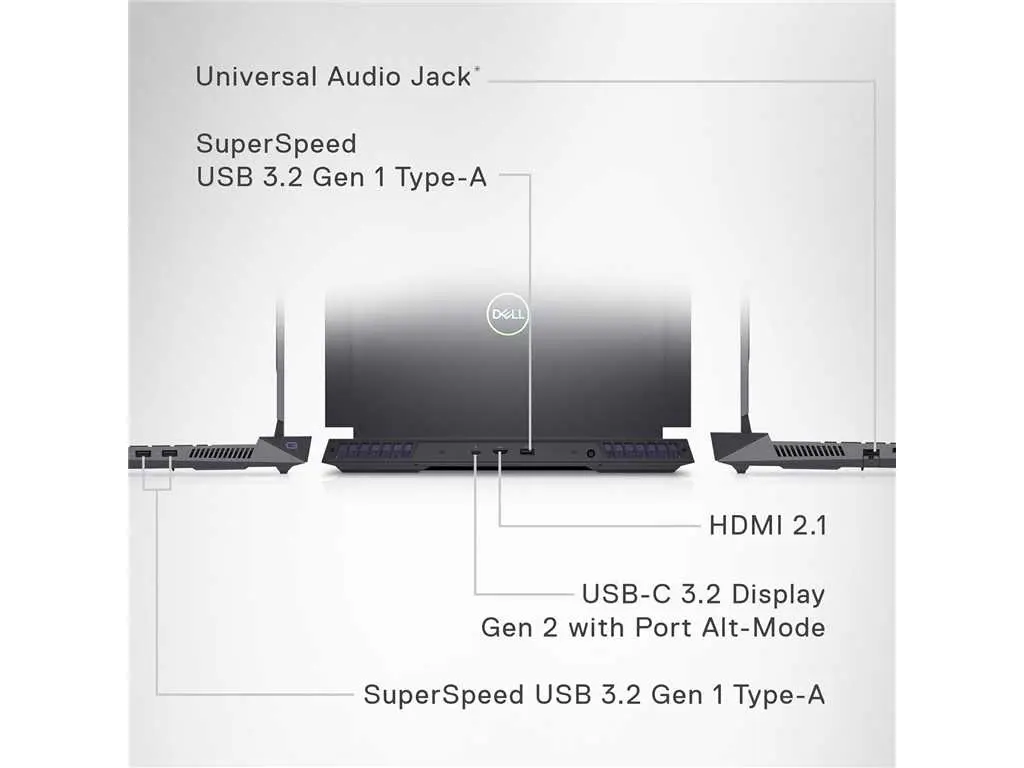 Universal Audio Jack*
SuperSpeed
USB 3.2 Gen 1 Type-A
DELL
G
HDMI 2.1
USB-C 3.2 Display
Gen 2 with Port Alt-Mode
SuperSpeed USB 3.2 Gen 1 Type-A